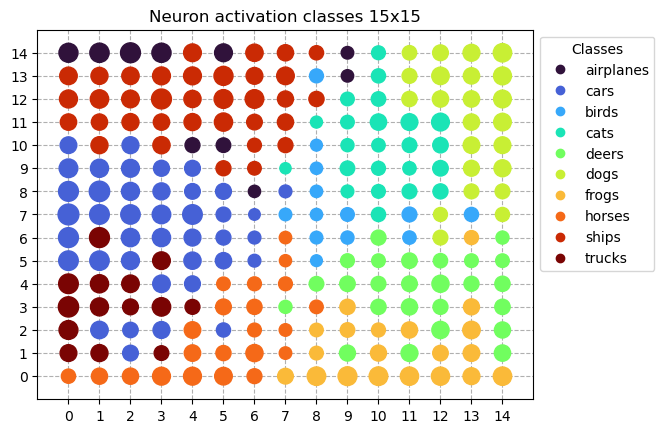 Neuron activation classes 15x15
14
13
12
11
10
9
8
7
6
5
4
3
2
1
0
0 1 2 3 4 5 6 7 8 9 10 11 12 13 14
Classes
airplanes
cars
birds
cats
deers
dogs
frogs
horses
ships
trucks